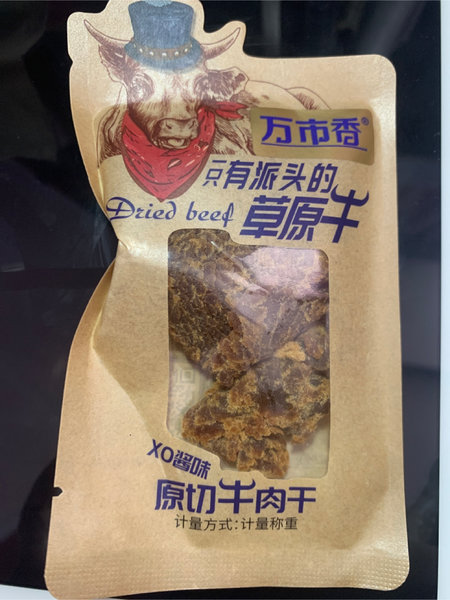 万市香®
一只有派头的
Dried beef
草原牛
XO酱味
原切牛肉干
计量方式:计量称重